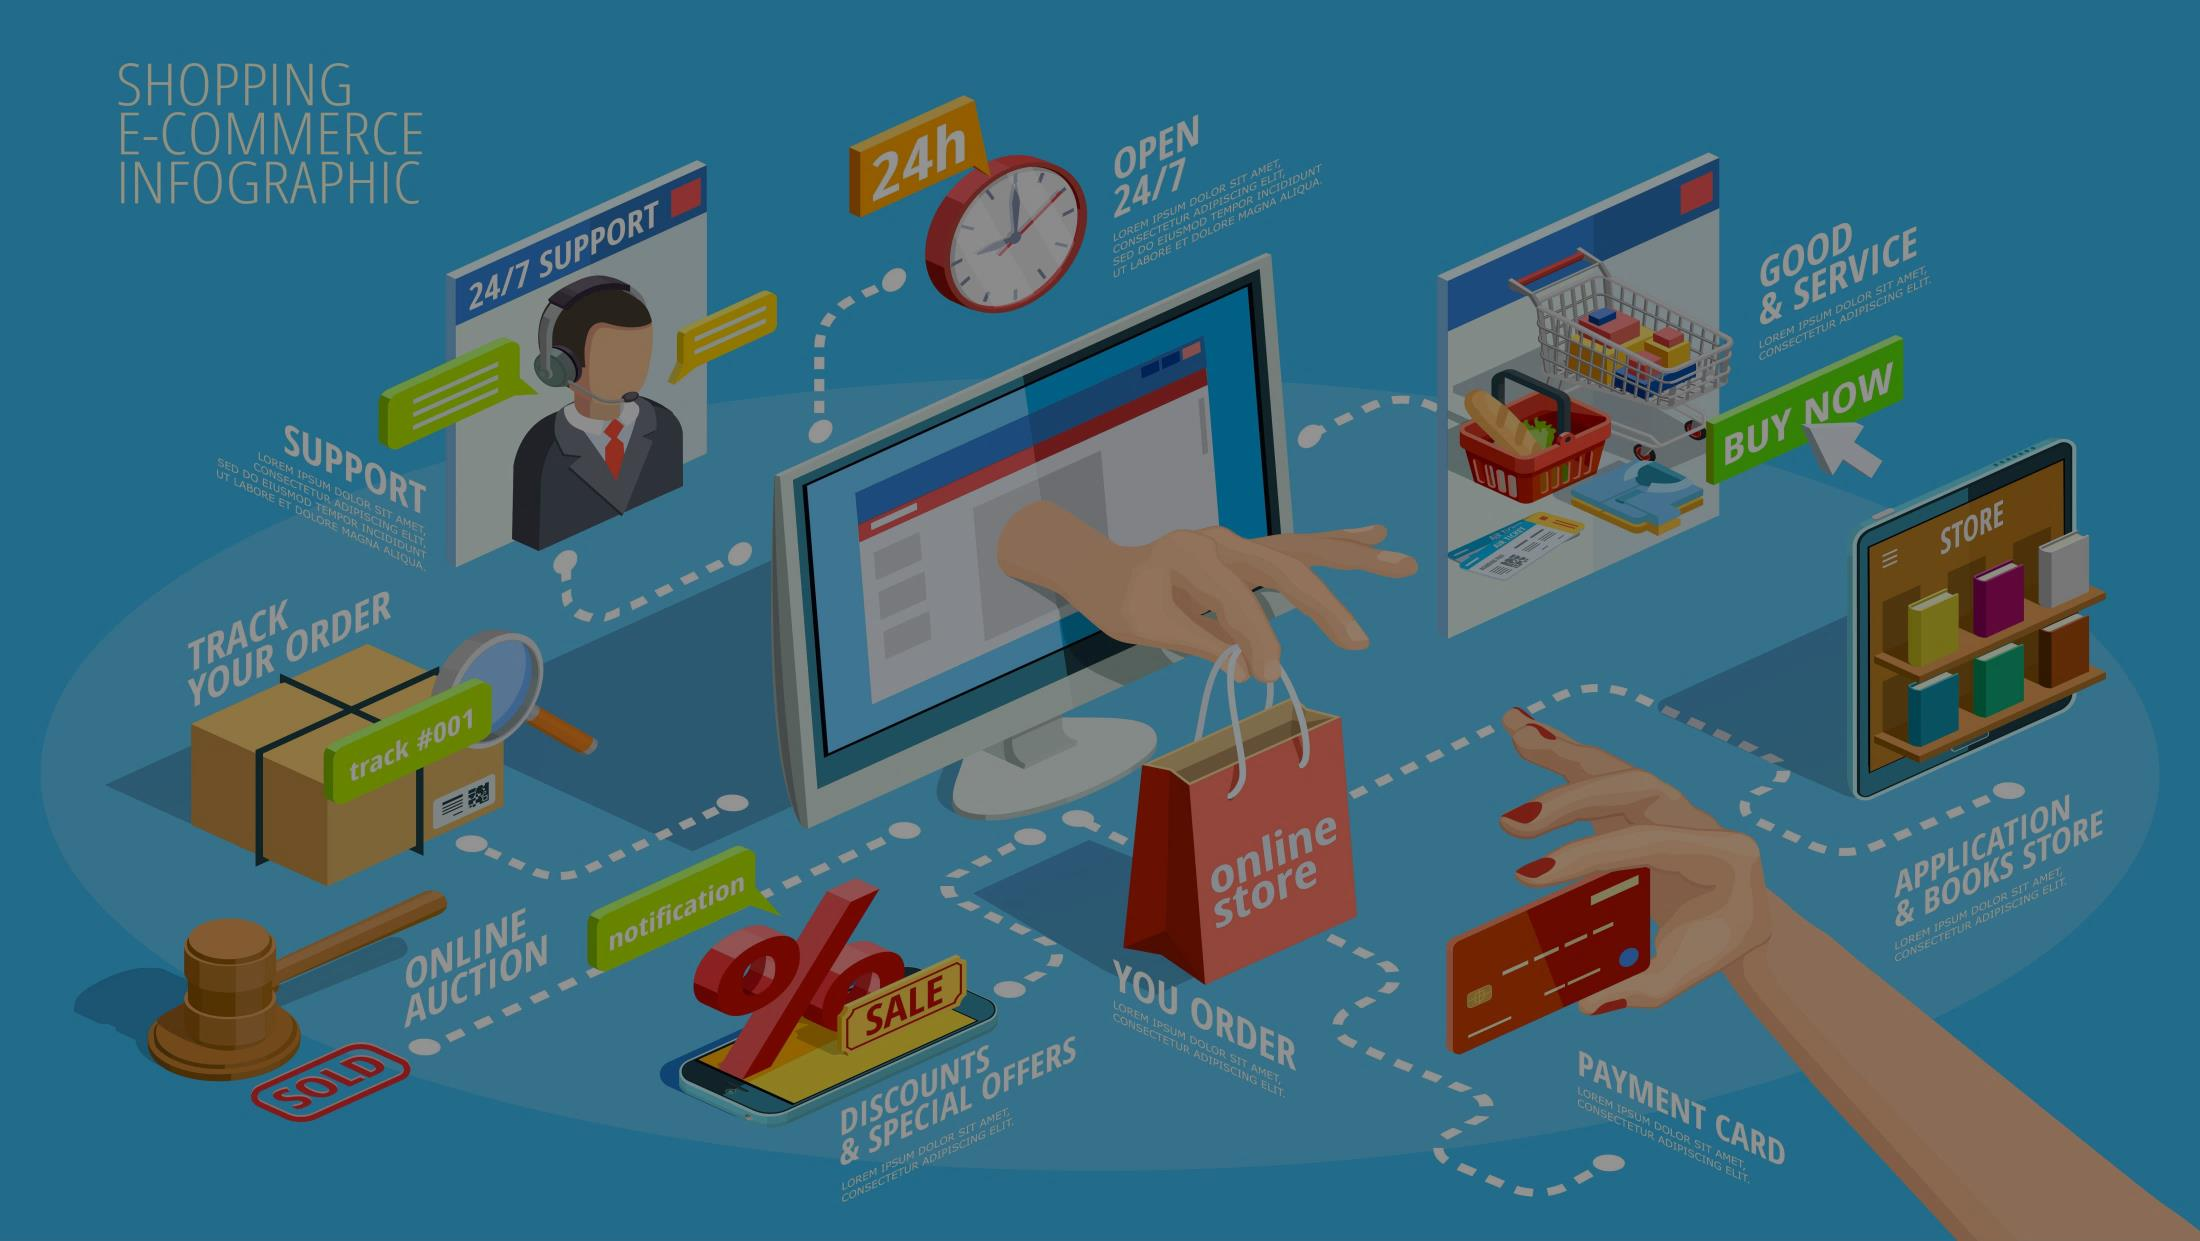 SHOPPING
E-COMMERCE
INFOGRAPHIC
24h
OPEN
24/7
LOREM IPSUM DOLOR SIT AMET,
CONSECTETUR ADIPISCING ELIT,
SED DO EIUSMOD TEMPOR INCIDIDUNT
UT LABORE ET DOLORE MAGNA ALIQUA.
24/7 SUPPORT
SUPPORT
LOREM IPSUM DOLOR SIT AMET,
CONSECTETUR ADIPISCING ELIT,
SED DO EIUSMOD TEMPOR INCIDIDUNT
UT LABORE ET DOLORE MAGNA ALIQUA.
GOOD
& SERVICE
LOREM IPSUM DOLOR SIT AMET,
CONSECTETUR ADIPISCING ELIT.
BUY NOW
AIR TICKET
STORE
TRACK
YOUR ORDER
track #001
online
store
APPLICATION
& BOOKS STORE
LOREM IPSUM DOLOR SIT AMET,
CONSECTETUR ADIPISCING ELIT.
notification
ONLINE
AUCTION
SOLD
%
SALE
DISCOUNTS
& SPECIAL OFFERS
LOREM IPSUM DOLOR SIT AMET,
CONSECTETUR ADIPISCING ELIT.
YOU ORDER
LOREM IPSUM DOLOR SIT AMET,
CONSECTETUR ADIPISCING ELIT.
PAYMENT CARD
LOREM IPSUM DOLOR SIT AMET,
CONSECTETUR ADIPISCING ELIT.